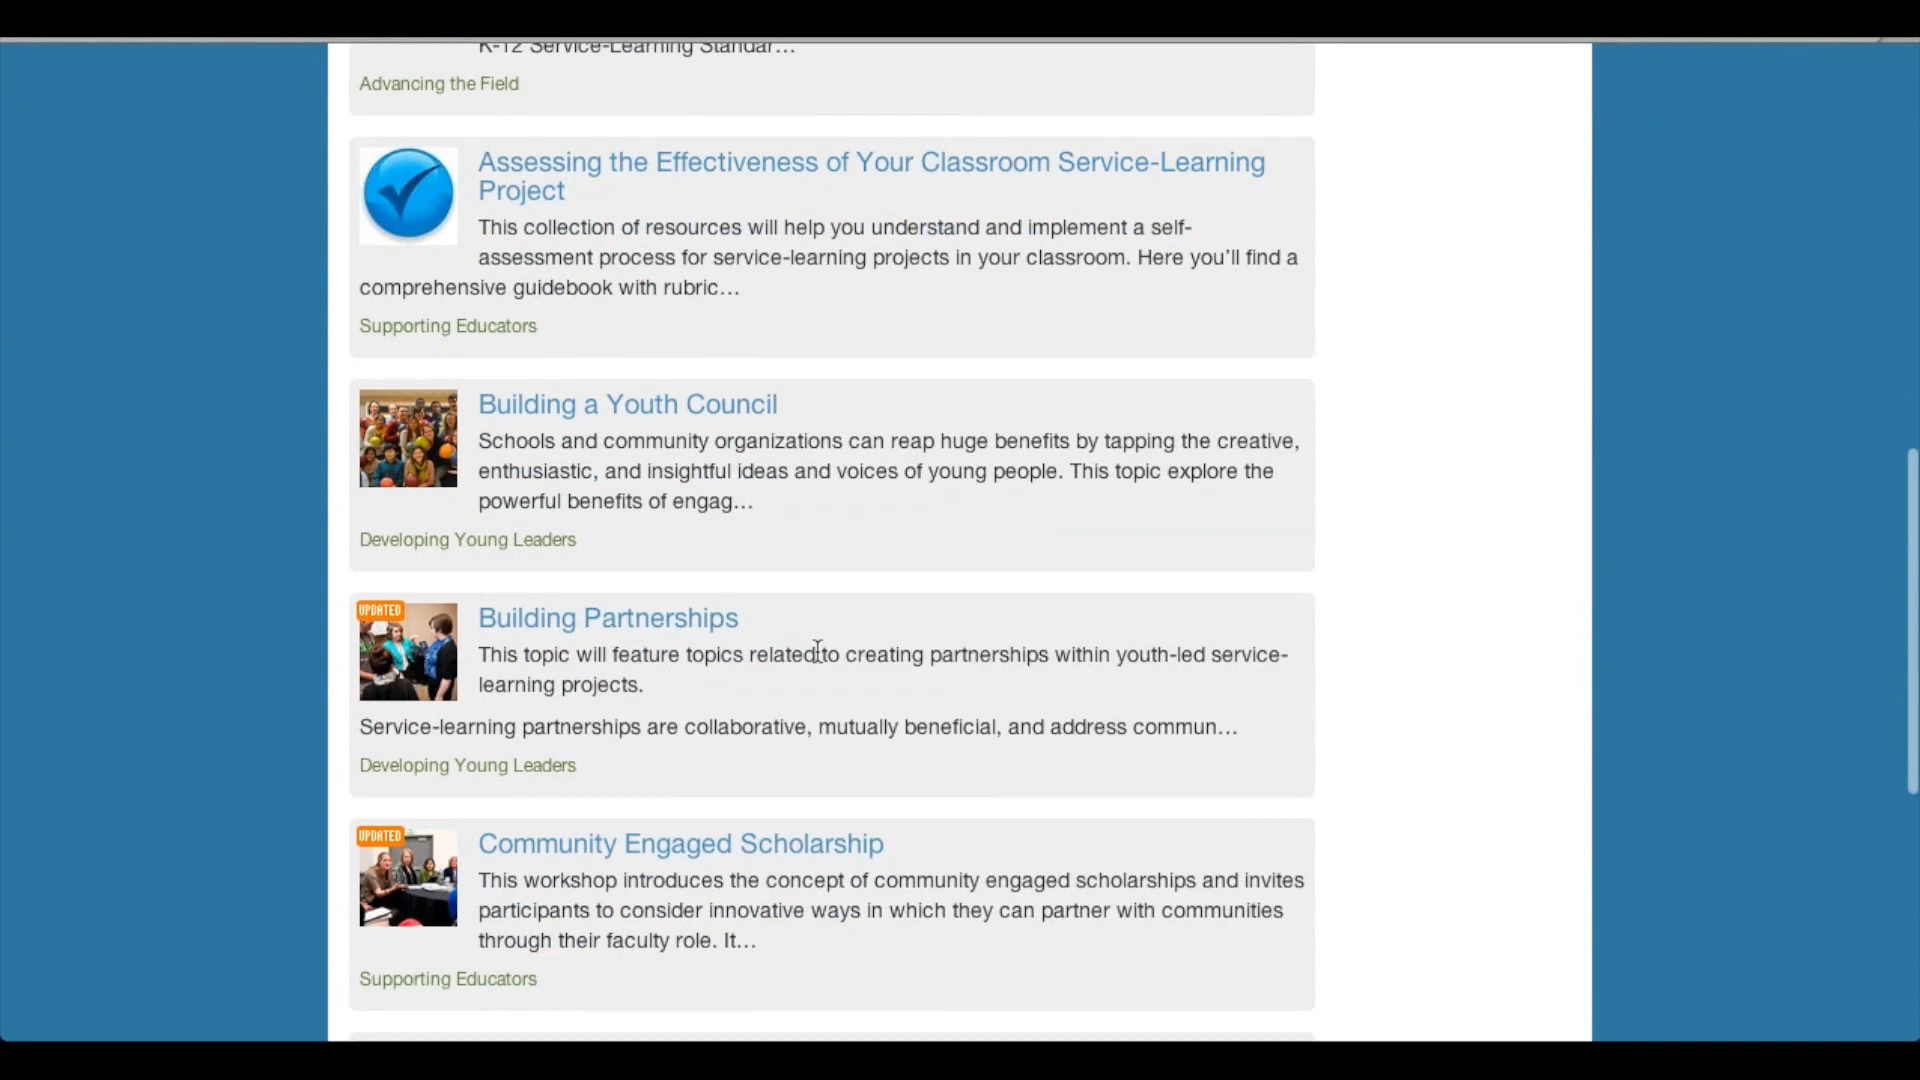 K-12 Service-Learning Standar...
Advancing the Field
Assessing the Effectiveness of Your Classroom Service-Learning
Project
This collection of resources will help you understand and implement a self-
assessment process for service-learning projects in your classroom. Here you’ll find a
comprehensive guidebook with rubric...
Supporting Educators
Building a Youth Council
Schools and community organizations can reap huge benefits by tapping the creative,
enthusiastic, and insightful ideas and voices of young people. This topic explore the
powerful benefits of engag...
Developing Young Leaders
UPDATED
Building Partnerships
This topic will feature topics related to creating partnerships within youth-led service-
learning projects.
Service-learning partnerships are collaborative, mutually beneficial, and address commun...
Developing Young Leaders
UPDATED
Community Engaged Scholarship
This workshop introduces the concept of community engaged scholarships and invites
participants to consider innovative ways in which they can partner with communities
through their faculty role. It...
Supporting Educators